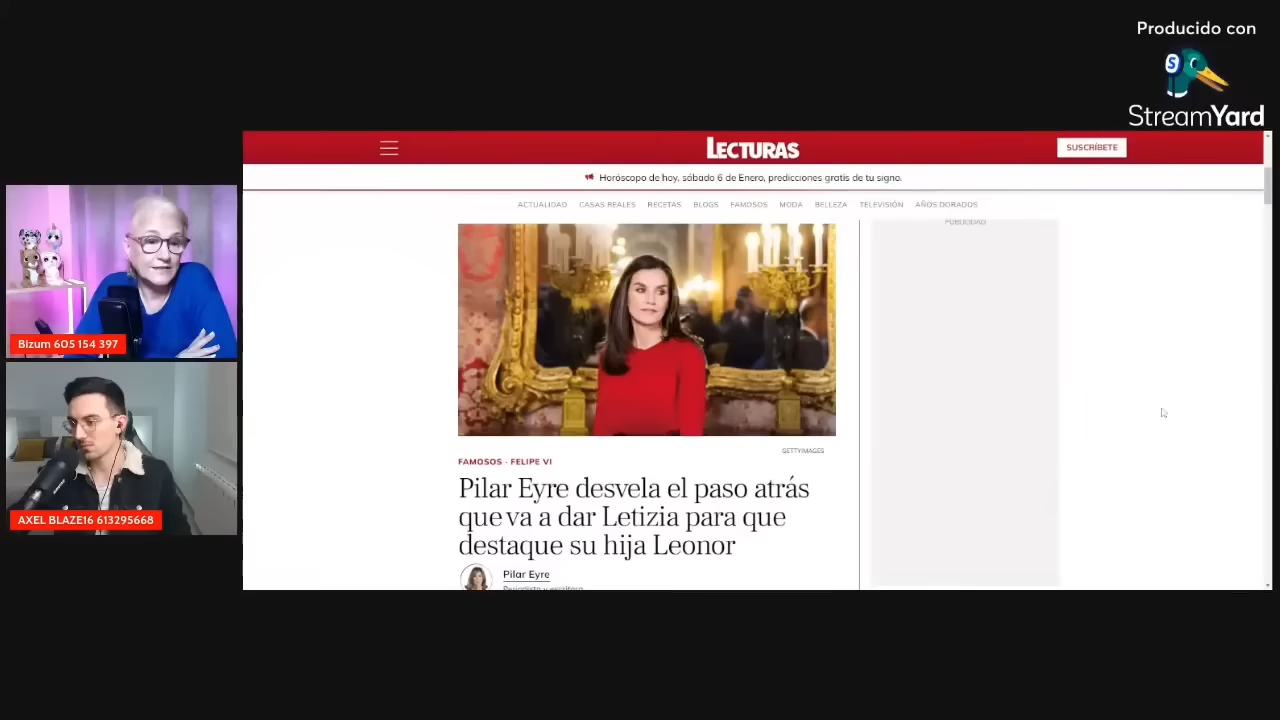 Producido con
StreamYard
LECTURAS
SUSCRÍBETE
Horóscopo de hoy, sábado 6 de Enero, predicciones gratis de tu signo.
ACTUALIDAD CASAS REALES RECETAS BLOGS FAMOSOS MODA BELLEZA TELEVISIÓN AÑOS DORADOS
PUBLICIDAD
GETTYIMAGES
FAMOSOS · FELIPE VI
Pilar Eyre desvela el paso atrás
que va a dar Letizia para que
destaque su hija Leonor
Pilar Eyre
Periodista y escritora
Bizum 605 154 397
AXEL BLAZE16 613295668